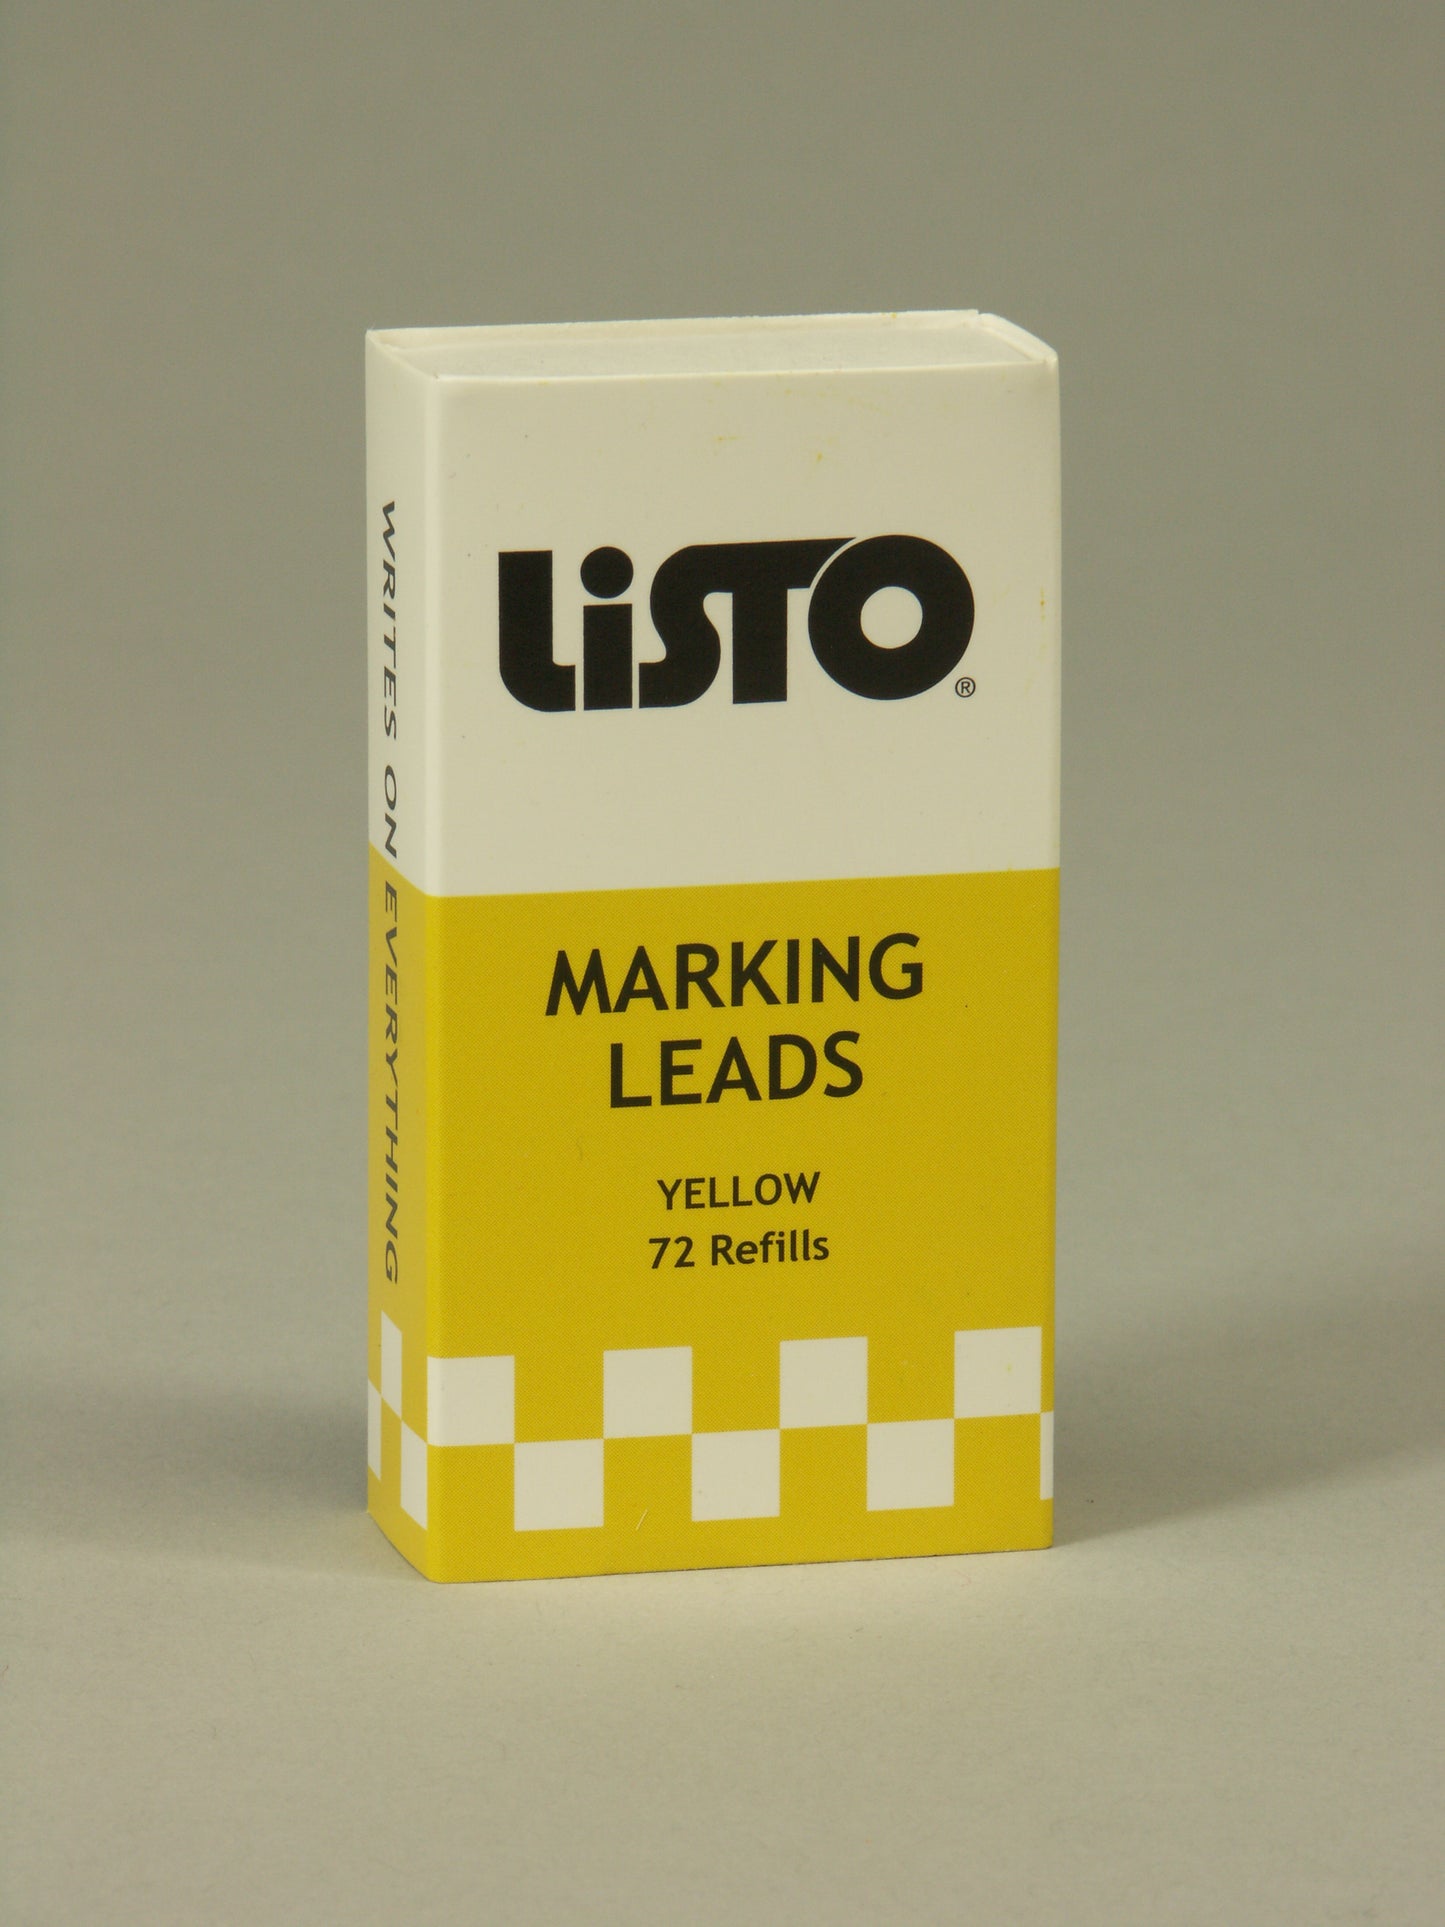 LiSTO®
MARKING
LEADS
YELLOW
72 Refills
WRITES ON EVERYTHING